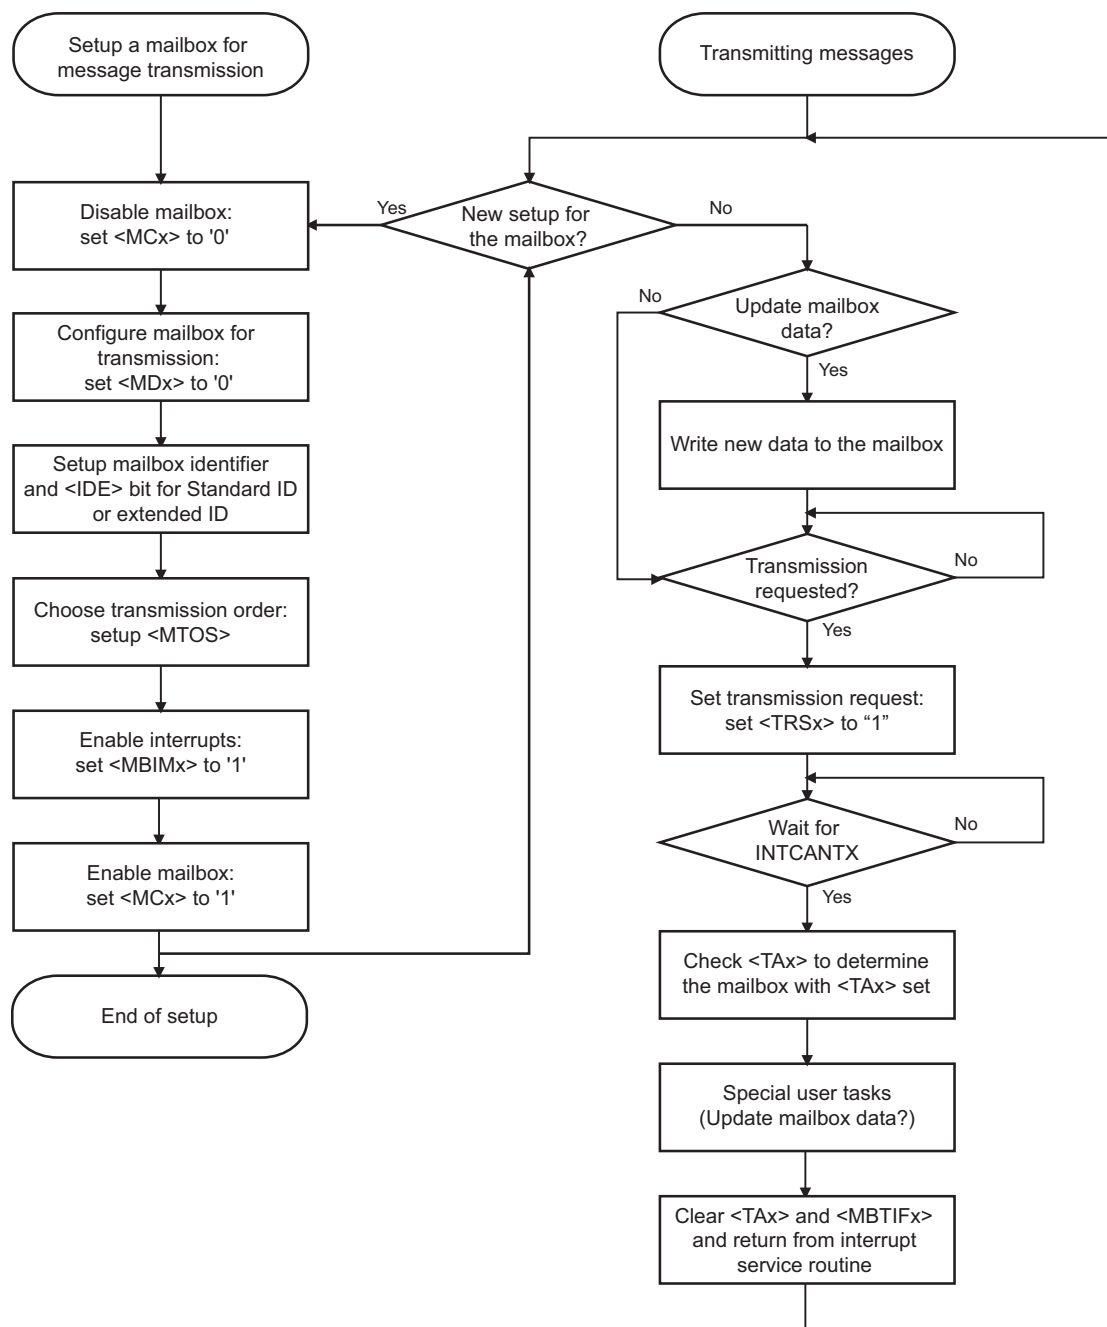 Setup a mailbox for
message transmission
Disable mailbox:
set <MCx> to '0'
Configure mailbox for
transmission:
set <MDx> to '0'
Setup mailbox identifier
and <IDE> bit for Standard ID
or extended ID
Choose transmission order:
setup <MTOS>
Enable interrupts:
set <MBIMx> to '1'
Enable mailbox:
set <MCx> to '1'
End of setup
Transmitting messages
Yes
New setup for
the mailbox?
No
No
Update mailbox
data?
Yes
Write new data to the mailbox
Transmission
requested?
No
Yes
Set transmission request:
set <TRSx> to “1”
Wait for
INTCANTX
No
Yes
Check <TAx> to determine
the mailbox with <TAx> set
Special user tasks
(Update mailbox data?)
Clear <TAx> and <MBTIFx>
and return from interrupt
service routine